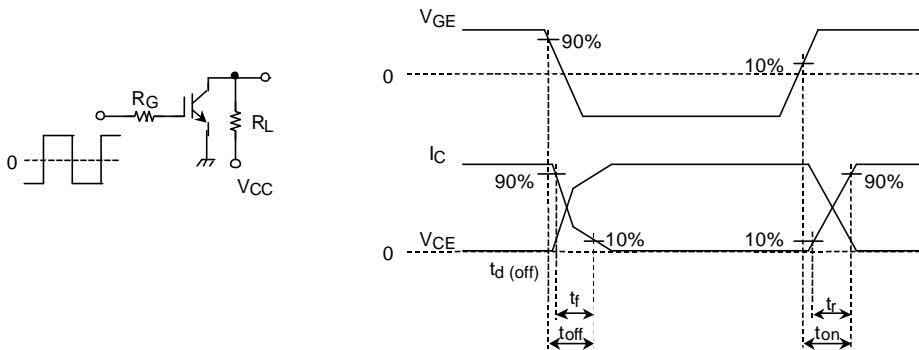 RG
RL
0
VCC
VGE
90%
10%
0
IC
90%
90%
VCE
10%
10%
0
td (off)
tf
tr
toff
ton